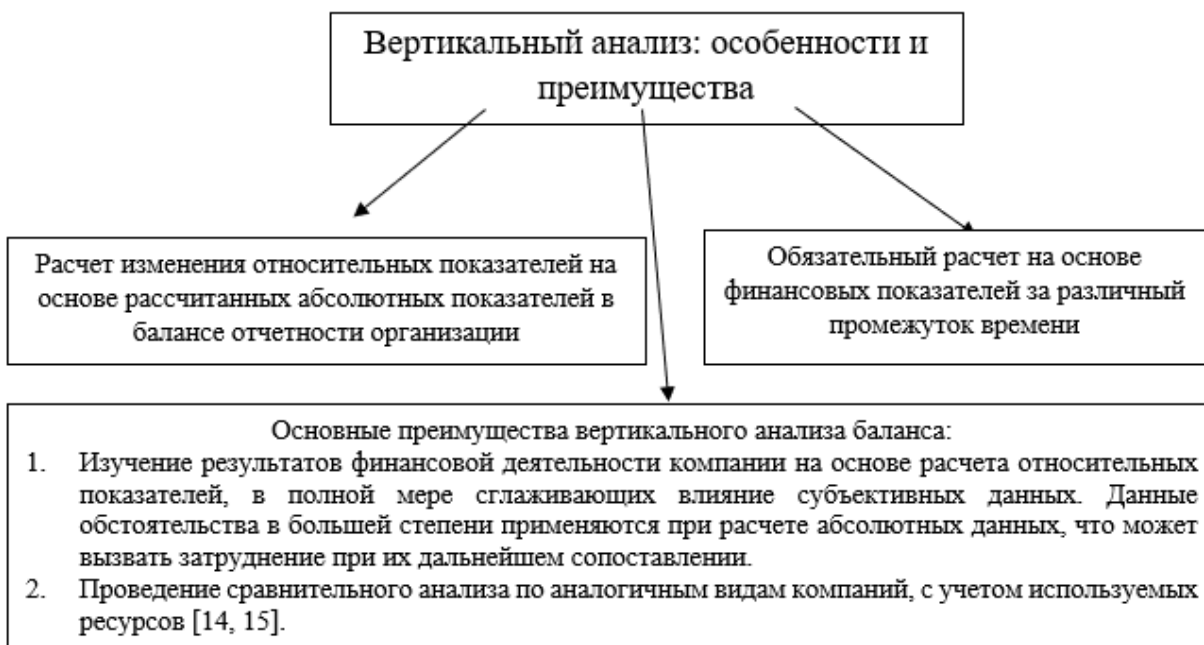 Вертикальный анализ: особенности и
преимущества
Расчет изменения относительных показателей на
основе рассчитанных абсолютных показателей в
балансе отчетности организации
Обязательный расчет на основе
финансовых показателей за различный
промежуток времени
Основные преимущества вертикального анализа баланса:
1. Изучение результатов финансовой деятельности компании на основе расчета относительных
показателей, в полной мере сглаживающих влияние субъективных данных. Данные
обстоятельства в большей степени применяются при расчете абсолютных данных, что может
вызвать затруднение при их дальнейшем сопоставлении.
2. Проведение сравнительного анализа по аналогичным видам компаний, с учетом используемых
ресурсов [14, 15].